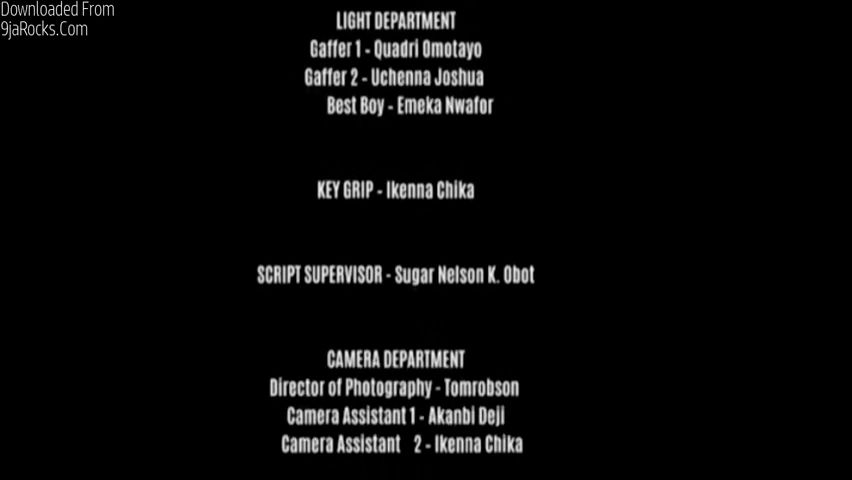 Downloaded From
9jaRocks.Com
LIGHT DEPARTMENT
Gaffer 1 - Quadri Omotayo
Gaffer 2 - Uchenna Joshua
Best Boy - Emeka Nwafor
KEY GRIP - Ikenna Chika
SCRIPT SUPERVISOR - Sugar Nelson K. Obot
CAMERA DEPARTMENT
Director of Photography - Tomrobson
Camera Assistant 1 - Akanbi Deji
Camera Assistant 2 - Ikenna Chika